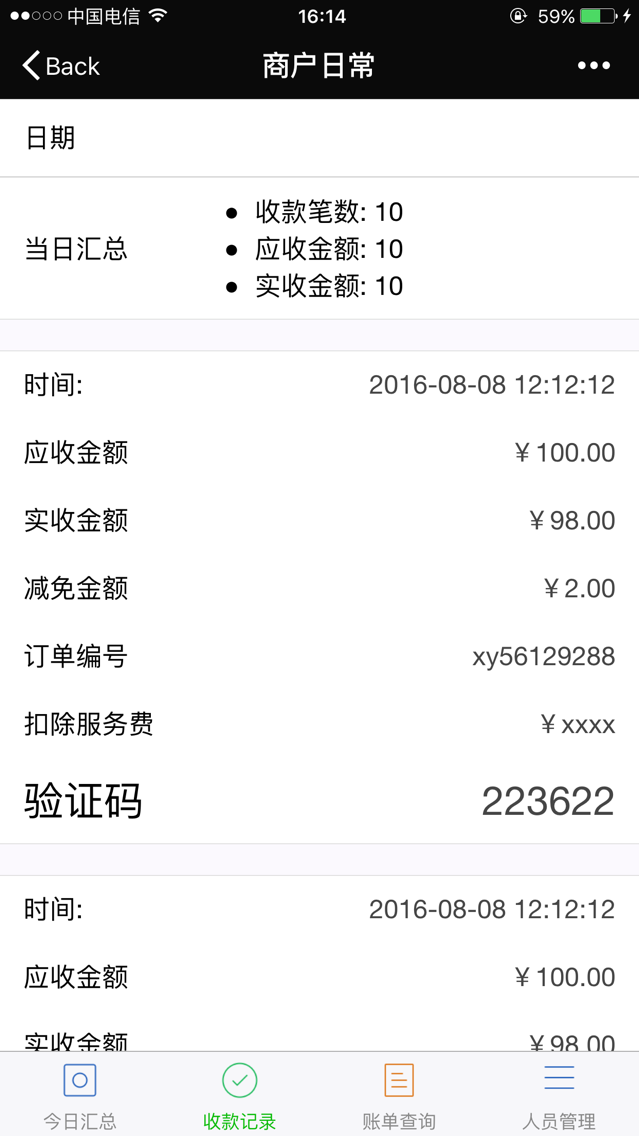 中国电信 16:14 59%
Back 商户日常
日期
当日汇总
收款笔数: 10
应收金额: 10
实收金额: 10
时间: 2016-08-08 12:12:12
应收金额 ￥100.00
实收金额 ￥98.00
减免金额 ￥2.00
订单编号 xy56129288
扣除服务费 ￥xxxx
验证码 223622
时间: 2016-08-08 12:12:12
应收金额 ￥100.00
实收金额 ￥98.00
今日汇总 收款记录 账单查询 人员管理